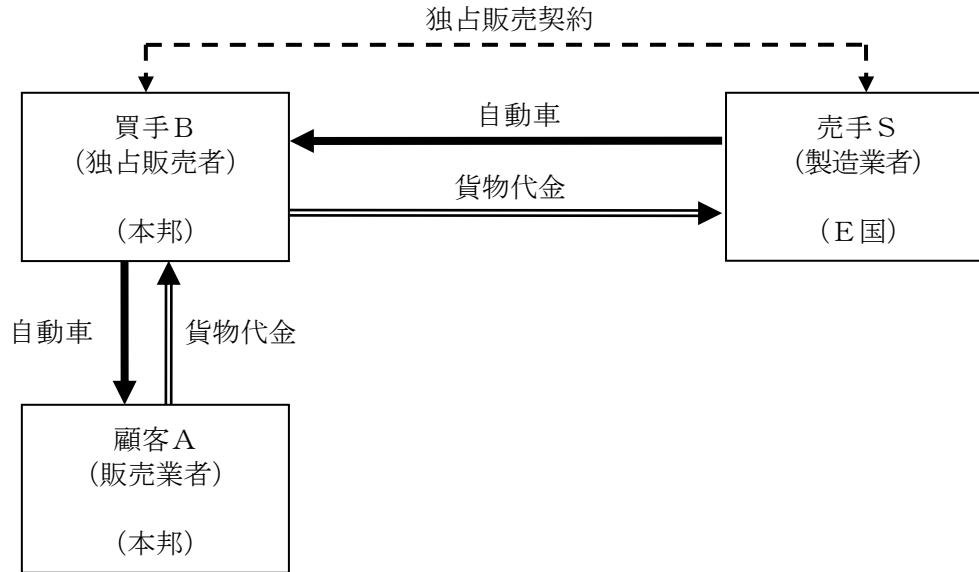 独占販売契約
買手Ｂ
（独占販売者）
（本邦）
自動車
貨物代金
売手Ｓ
（製造業者）
（Ｅ国）
自動車
貨物代金
顧客Ａ
（販売業者）
（本邦）